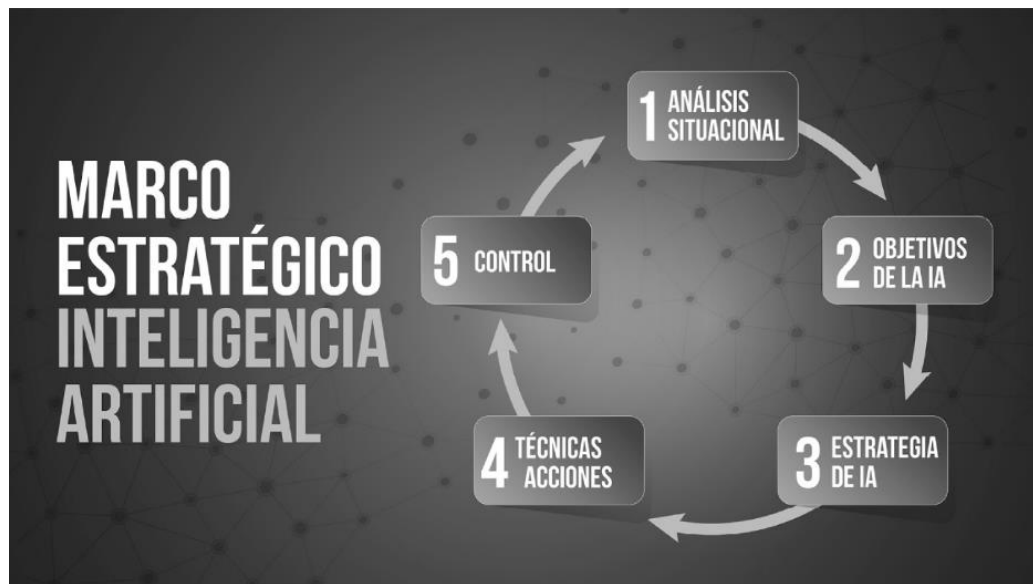 MARCO
ESTRATÉGICO
INTELIGENCIA
ARTIFICIAL
1 ANÁLISIS
SITUACIONAL
2 OBJETIVOS
DE LA IA
3 ESTRATEGIA
DE IA
4 TÉCNICAS
ACCIONES
5 CONTROL